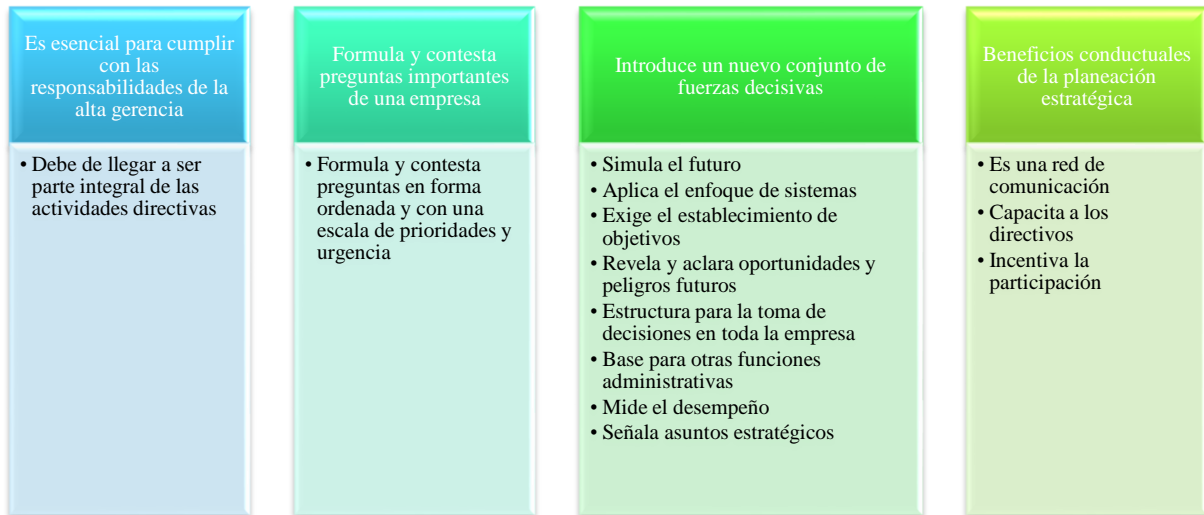 Es esencial para cumplir
con las
responsabilidades de la
alta gerencia
• Debe de llegar a ser
parte integral de las
actividades directivas
Formula y contesta
preguntas importantes
de una empresa
• Formula y contesta
preguntas en forma
ordenada y con una
escala de prioridades y
urgencia
Introduce un nuevo conjunto de
fuerzas decisivas
• Simula el futuro
• Aplica el enfoque de sistemas
• Exige el establecimiento de
objetivos
• Revela y aclara oportunidades y
peligros futuros
• Estructura para la toma de
decisiones en toda la empresa
• Base para otras funciones
administrativas
• Mide el desempeño
• Señala asuntos estratégicos
Beneficios conductuales
de la planeación
estratégica
• Es una red de
comunicación
• Capacita a los
directivos
• Incentiva la
participación